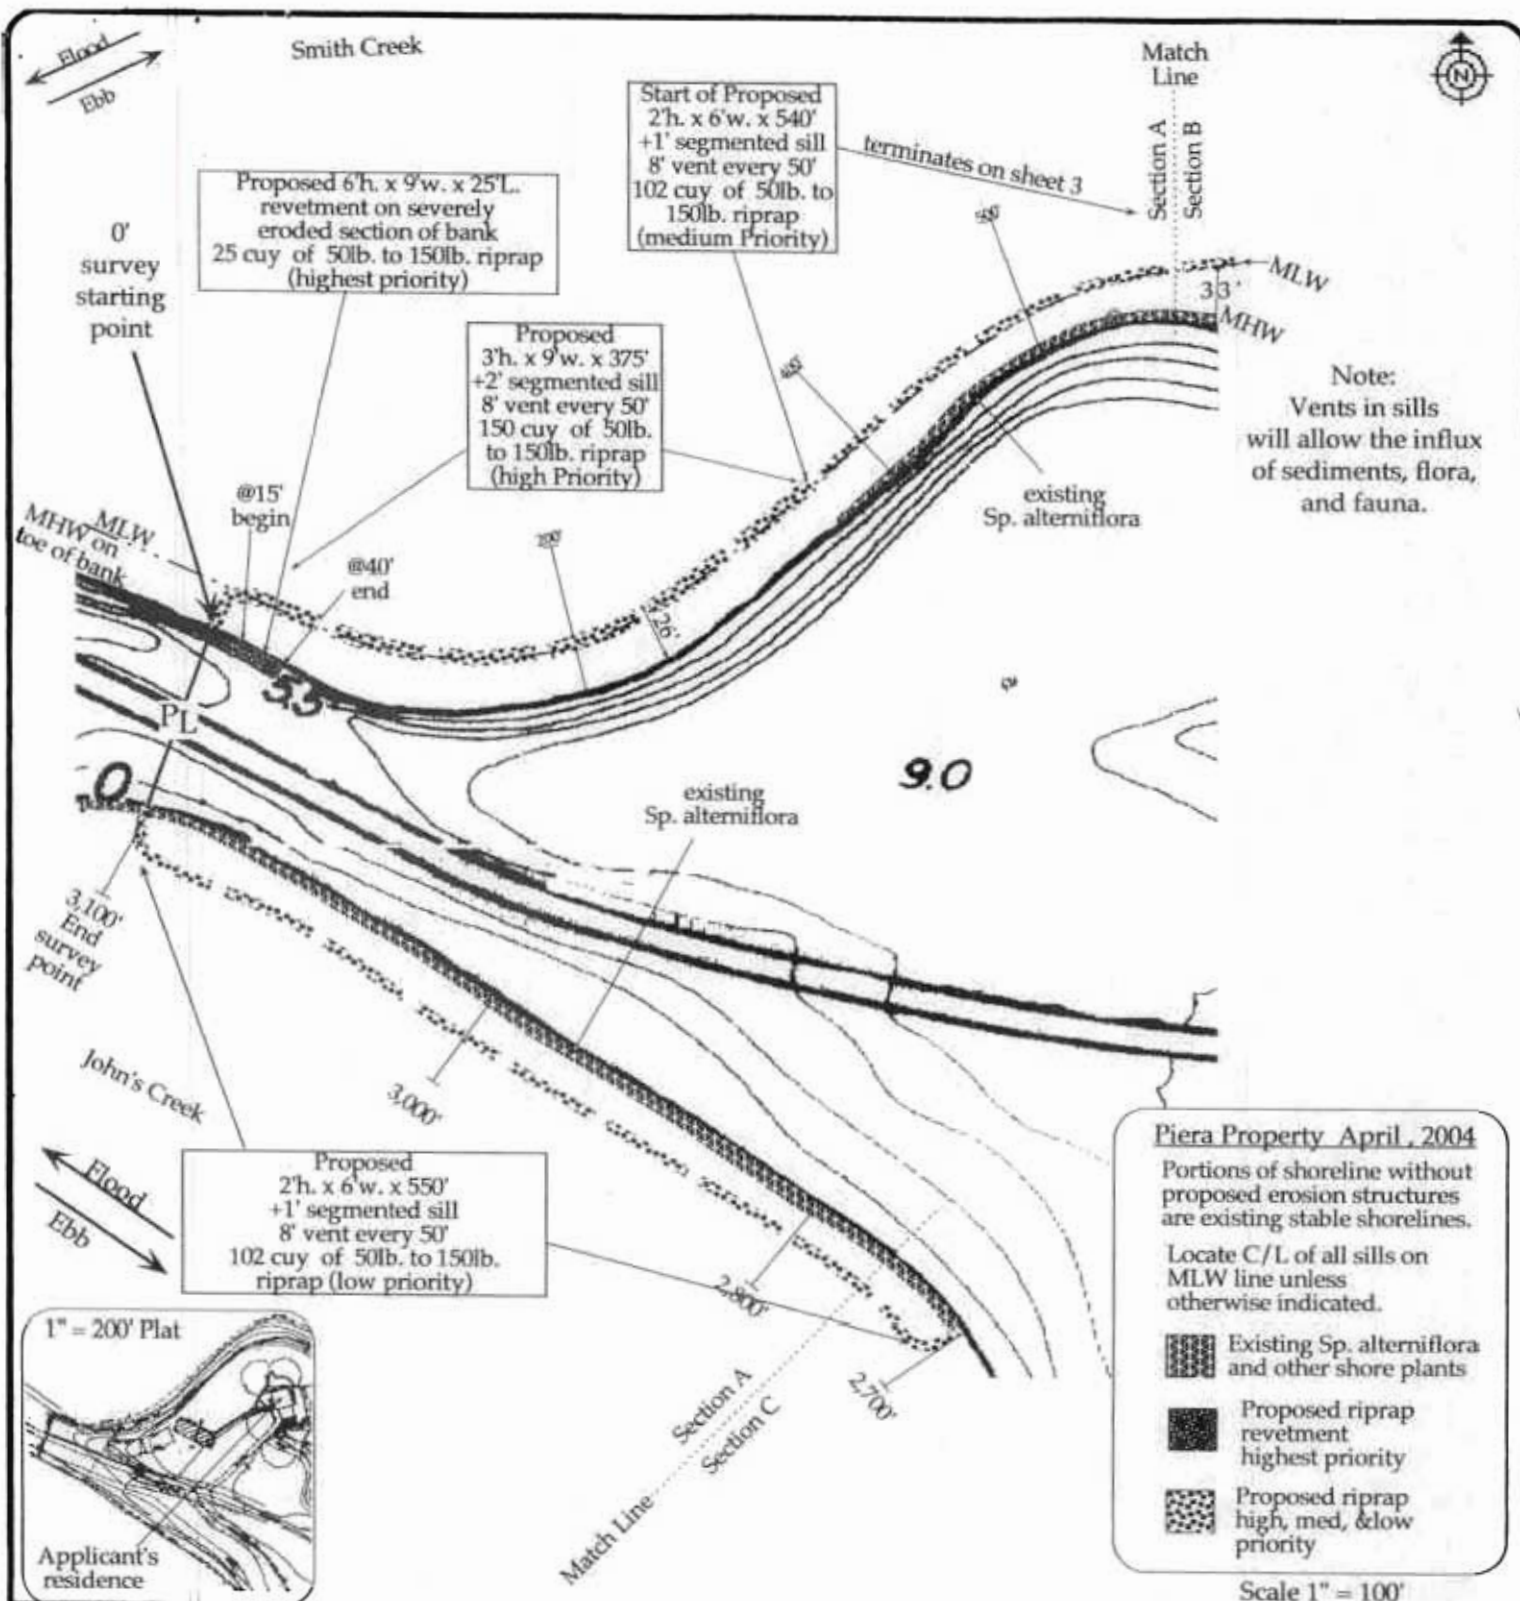 Flood
Ebb
Smith Creek
Match
Line
N
Section A
Section B
Start of Proposed
2'h. x 6'w. x 540'
+1' segmented sill
8' vent every 50'
102 cuy of 50lb. to
150lb. riprap
(medium Priority)
terminates on sheet 3
Proposed 6'h. x 9'w. x 25'L.
revetment on severely
eroded section of bank
25 cuy of 50lb. to 150lb. riprap
(highest priority)
0'
survey
starting
point
500'
MLW
33'
MHW
Proposed
3'h. x 9'w. x 375'
+2' segmented sill
8' vent every 50'
150 cuy of 50lb.
to 150lb. riprap
(high Priority)
400'
Note:
Vents in sills
will allow the influx
of sediments, flora,
and fauna.
existing
Sp. alterniflora
@15'
begin
MLW
MHW on
toe of bank
@40'
end
200'
26'
5.5
PL
0
9.0
existing
Sp. alterniflora
3,100'
End
survey
point
John's Creek
3,000'
Flood
Ebb
Proposed
2'h. x 6'w. x 550'
+1' segmented sill
8' vent every 50'
102 cuy of 50lb. to 150lb.
riprap (low priority)
2,800'
2,700'
Section A
Section C
Match Line
1" = 200' Plat
Applicant's
residence
Piera Property April , 2004
Portions of shoreline without
proposed erosion structures
are existing stable shorelines.
Locate C/L of all sills on
MLW line unless
otherwise indicated.
Existing Sp. alterniflora
and other shore plants
Proposed riprap
revetment
highest priority
Proposed riprap
high, med, &low
priority
Scale 1" = 100'